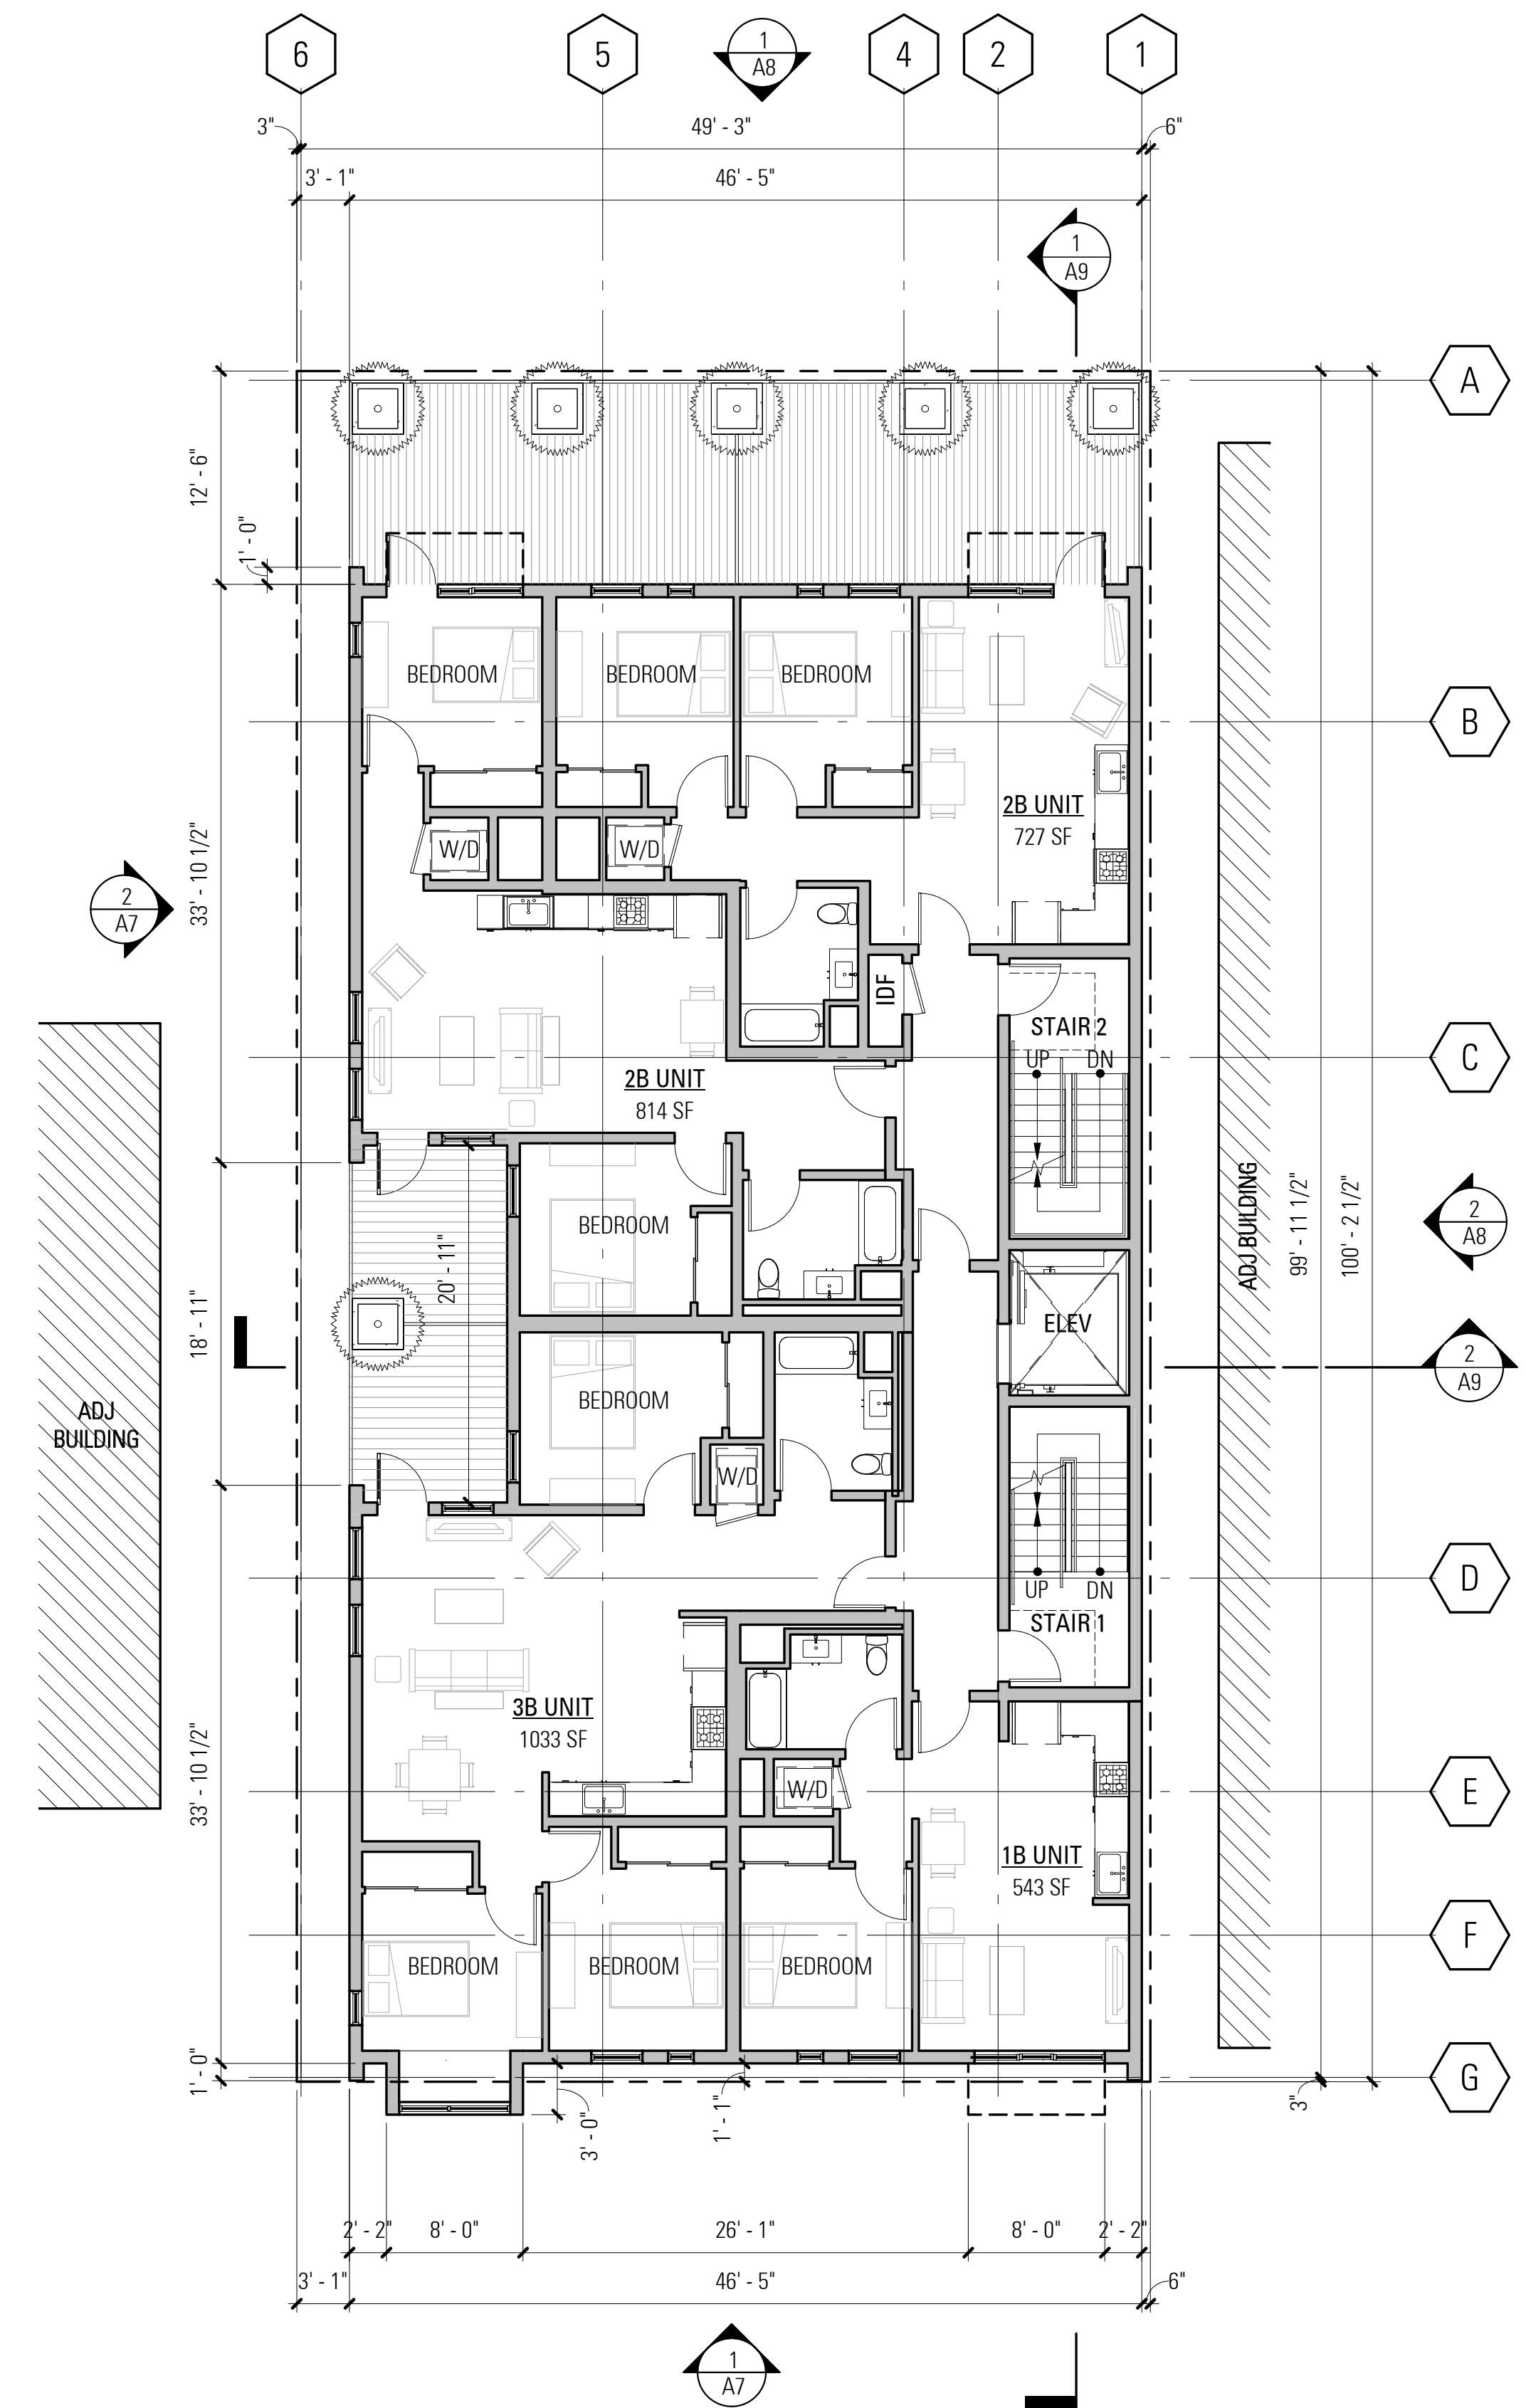 6
5
1
A8
4
2
1
3"
49' - 3"
6"
3' - 1"
46' - 5"
1
A9
A
12' - 6"
1' - 0"
BEDROOM
BEDROOM
BEDROOM
B
2B UNIT
727 SF
W/D
W/D
33' - 10 1/2"
2
A7
IDF
STAIR 2
UP
DN
C
2B UNIT
814 SF
ADJ BUILDING
99' - 11 1/2"
100' - 2 1/2"
2
A8
BEDROOM
20' - 11"
18' - 11"
ELEV
2
A9
BEDROOM
ADJ
BUILDING
W/D
D
UP
DN
STAIR 1
3B UNIT
1033 SF
33' - 10 1/2"
W/D
E
1B UNIT
543 SF
F
BEDROOM
BEDROOM
BEDROOM
1' - 0"
G
3"
3' - 0"
1' - 1"
2' - 2"
8' - 0"
26' - 1"
8' - 0"
2' - 2"
3' - 1"
46' - 5"
6"
1
A7